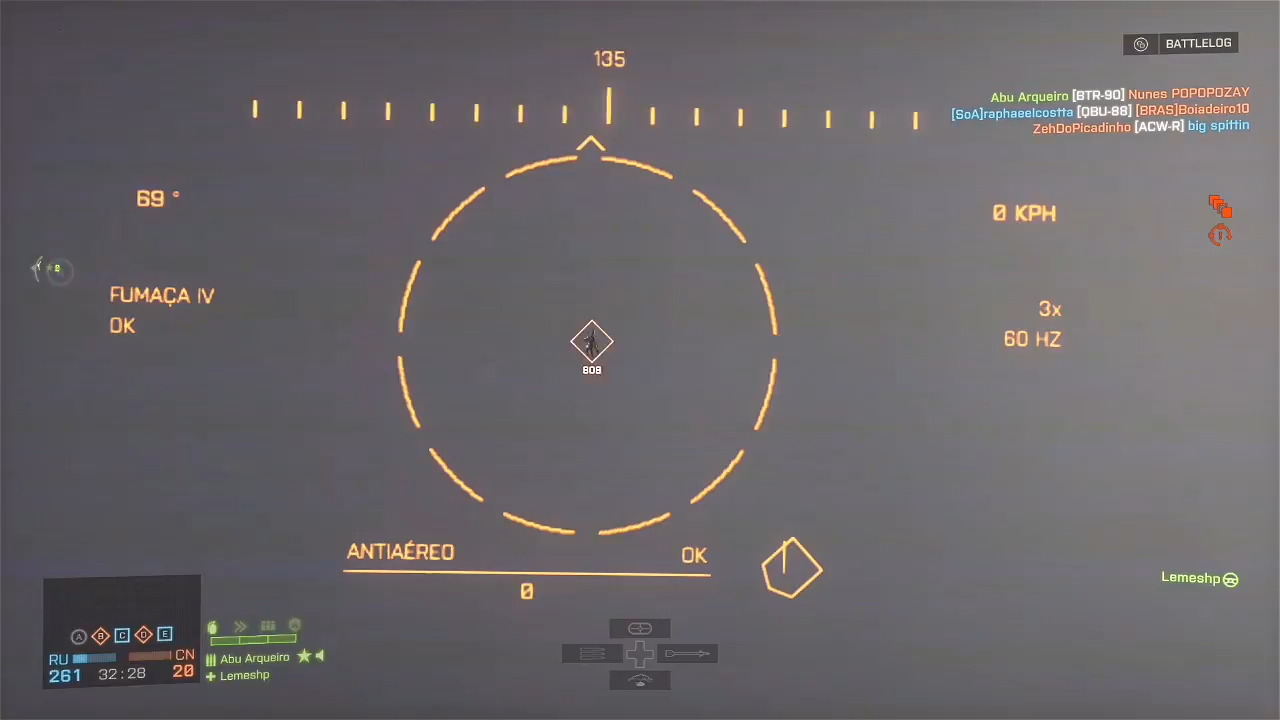 BATTLELOG
135
Abu Arqueiro [BTR-90] Nunes POPOPOZAY
[SoA]raphaeelcostta [QBU-88] [BRAS]Boiadeiro10
ZehDoPicadinho [ACW-R] big spittin
69 °
0 KPH
FUMAÇA IV
OK
3x
60 HZ
608
ANTIAÉREO OK
0
Lemeshp
A B C D E
RU CN
261 32:28 20
Abu Arqueiro
Lemeshp